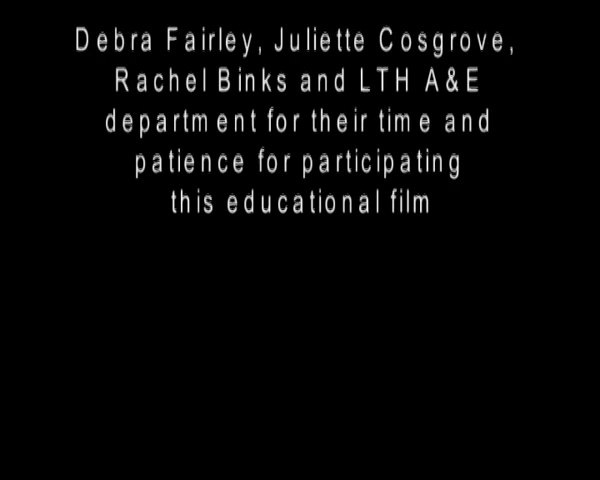 Debra Fairley, Juliette Cosgrove,
Rachel Binks and LTH A&E
department for their time and
patience for participating
this educational film